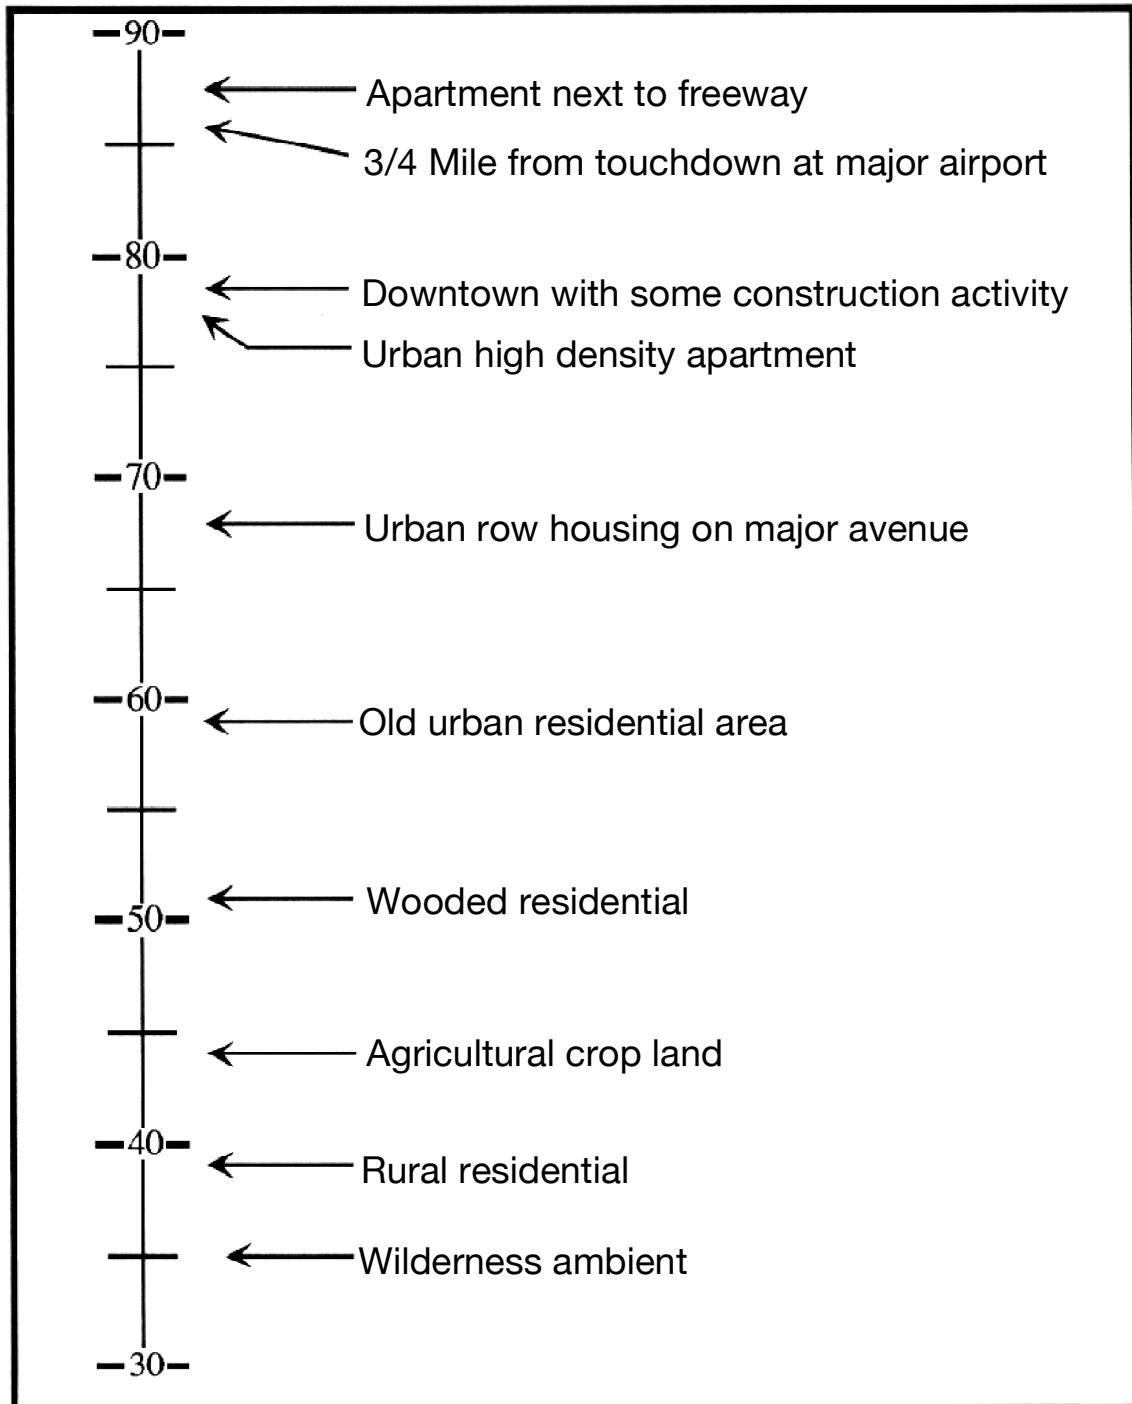 90
Apartment next to freeway
3/4 Mile from touchdown at major airport
80
Downtown with some construction activity
Urban high density apartment
70
Urban row housing on major avenue
60
Old urban residential area
Wooded residential
50
Agricultural crop land
40
Rural residential
Wilderness ambient
30